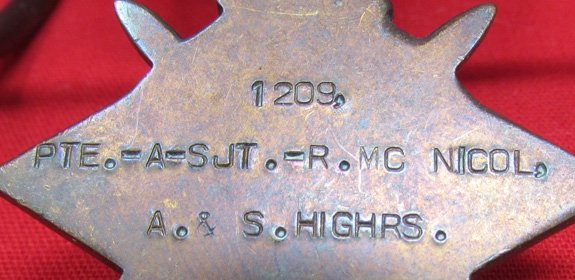 1209,
PTE.-A-SJT.-R.MC NICOL,
A. & S.HIGHRS.